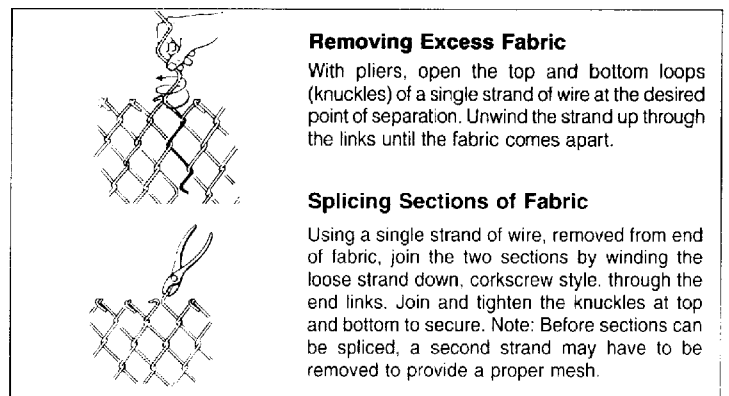 Removing Excess Fabric
With pliers, open the top and bottom loops
(knuckles) of a single strand of wire at the desired
point of separation. Unwind the strand up through
the links until the fabric comes apart.
Splicing Sections of Fabric
Using a single strand of wire, removed from end
of fabric, join the two sections by winding the
loose strand down, corkscrew style. through the
end links. Join and tighten the knuckles at top
and bottom to secure. Note: Before sections can
be spliced, a second strand may have to be
removed to provide a proper mesh.